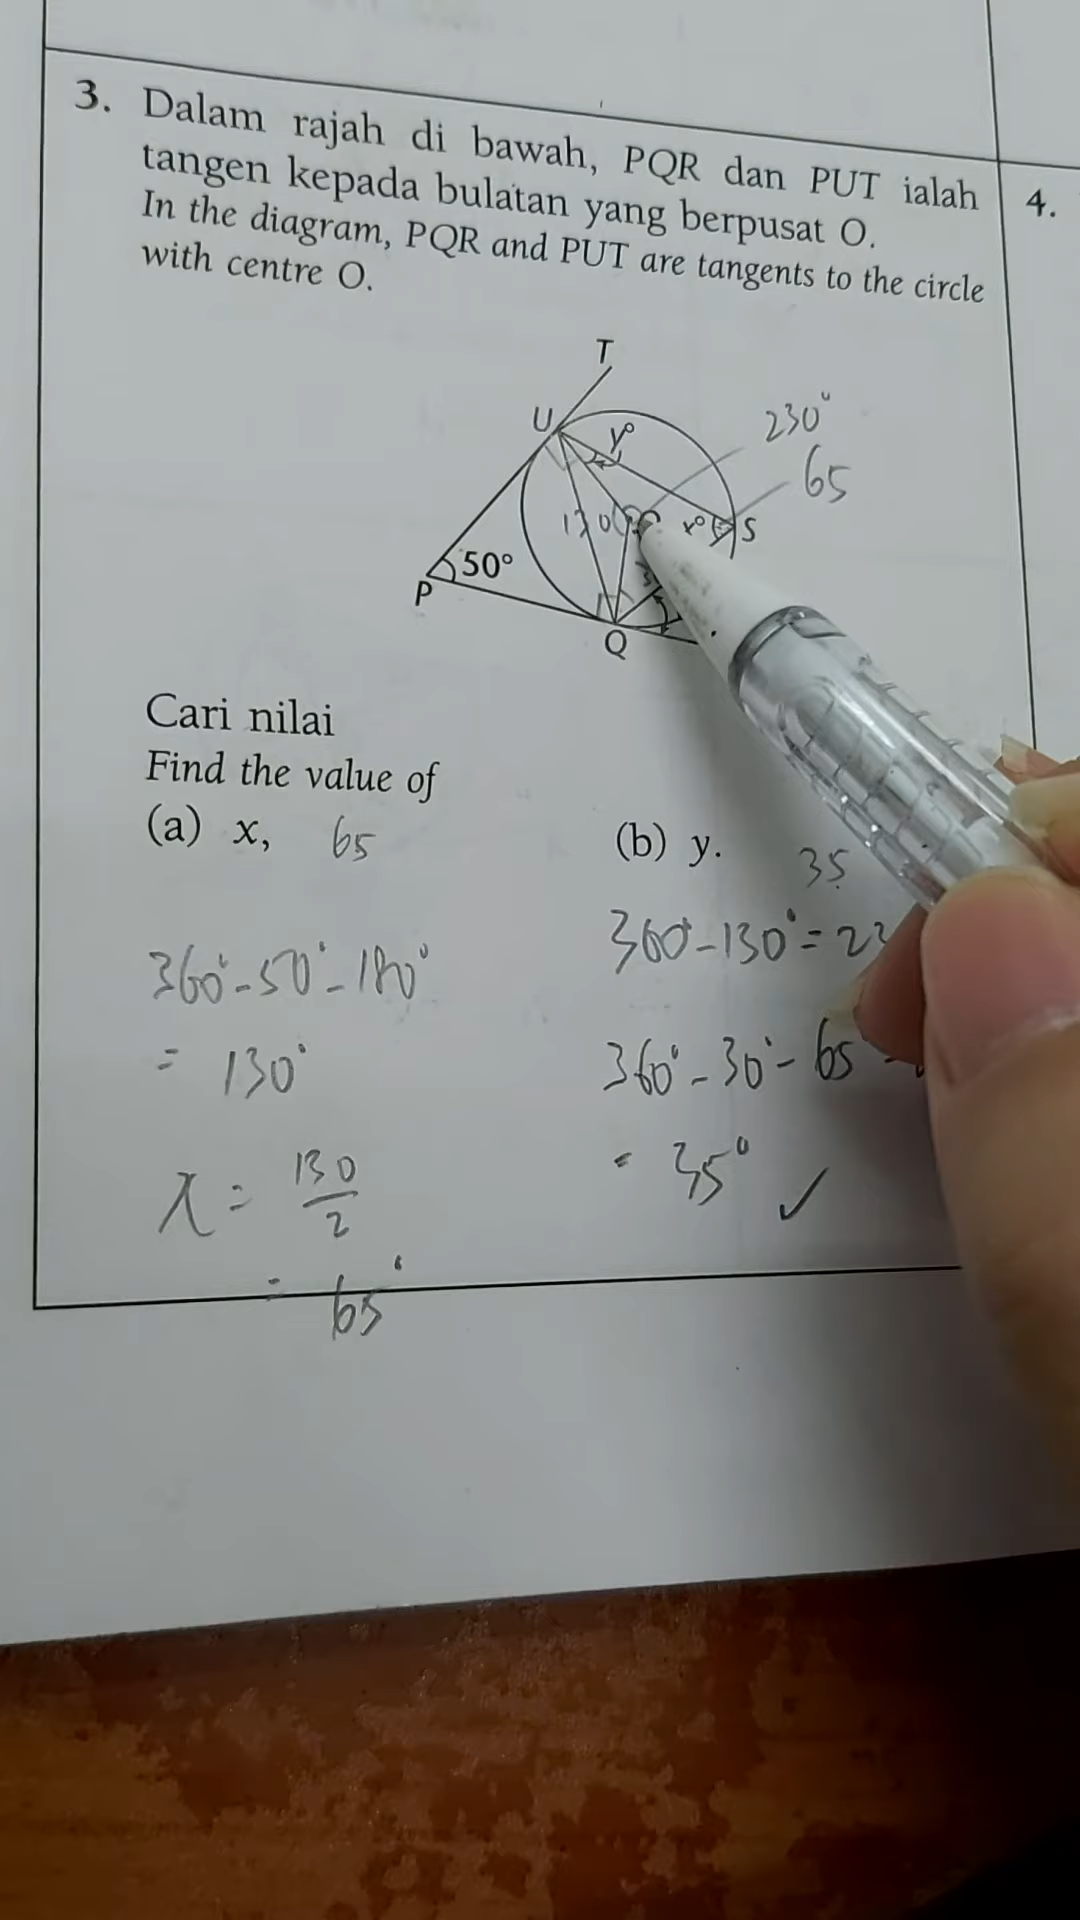 3. Dalam rajah di bawah, PQR dan PUT ialah
tangen kepada bulatan yang berpusat O.
In the diagram, PQR and PUT are tangents to the circle
with centre O.
4.
T
U
y°
230°
65
130
x°
S
50°
P
Q
Cari nilai
Find the value of
(a) x, 65
(b) y. 35
360°-50°-180°
= 130°
x = 130/2
= 65°
360°-130°=23
360°-30°-65
= 35° ✓